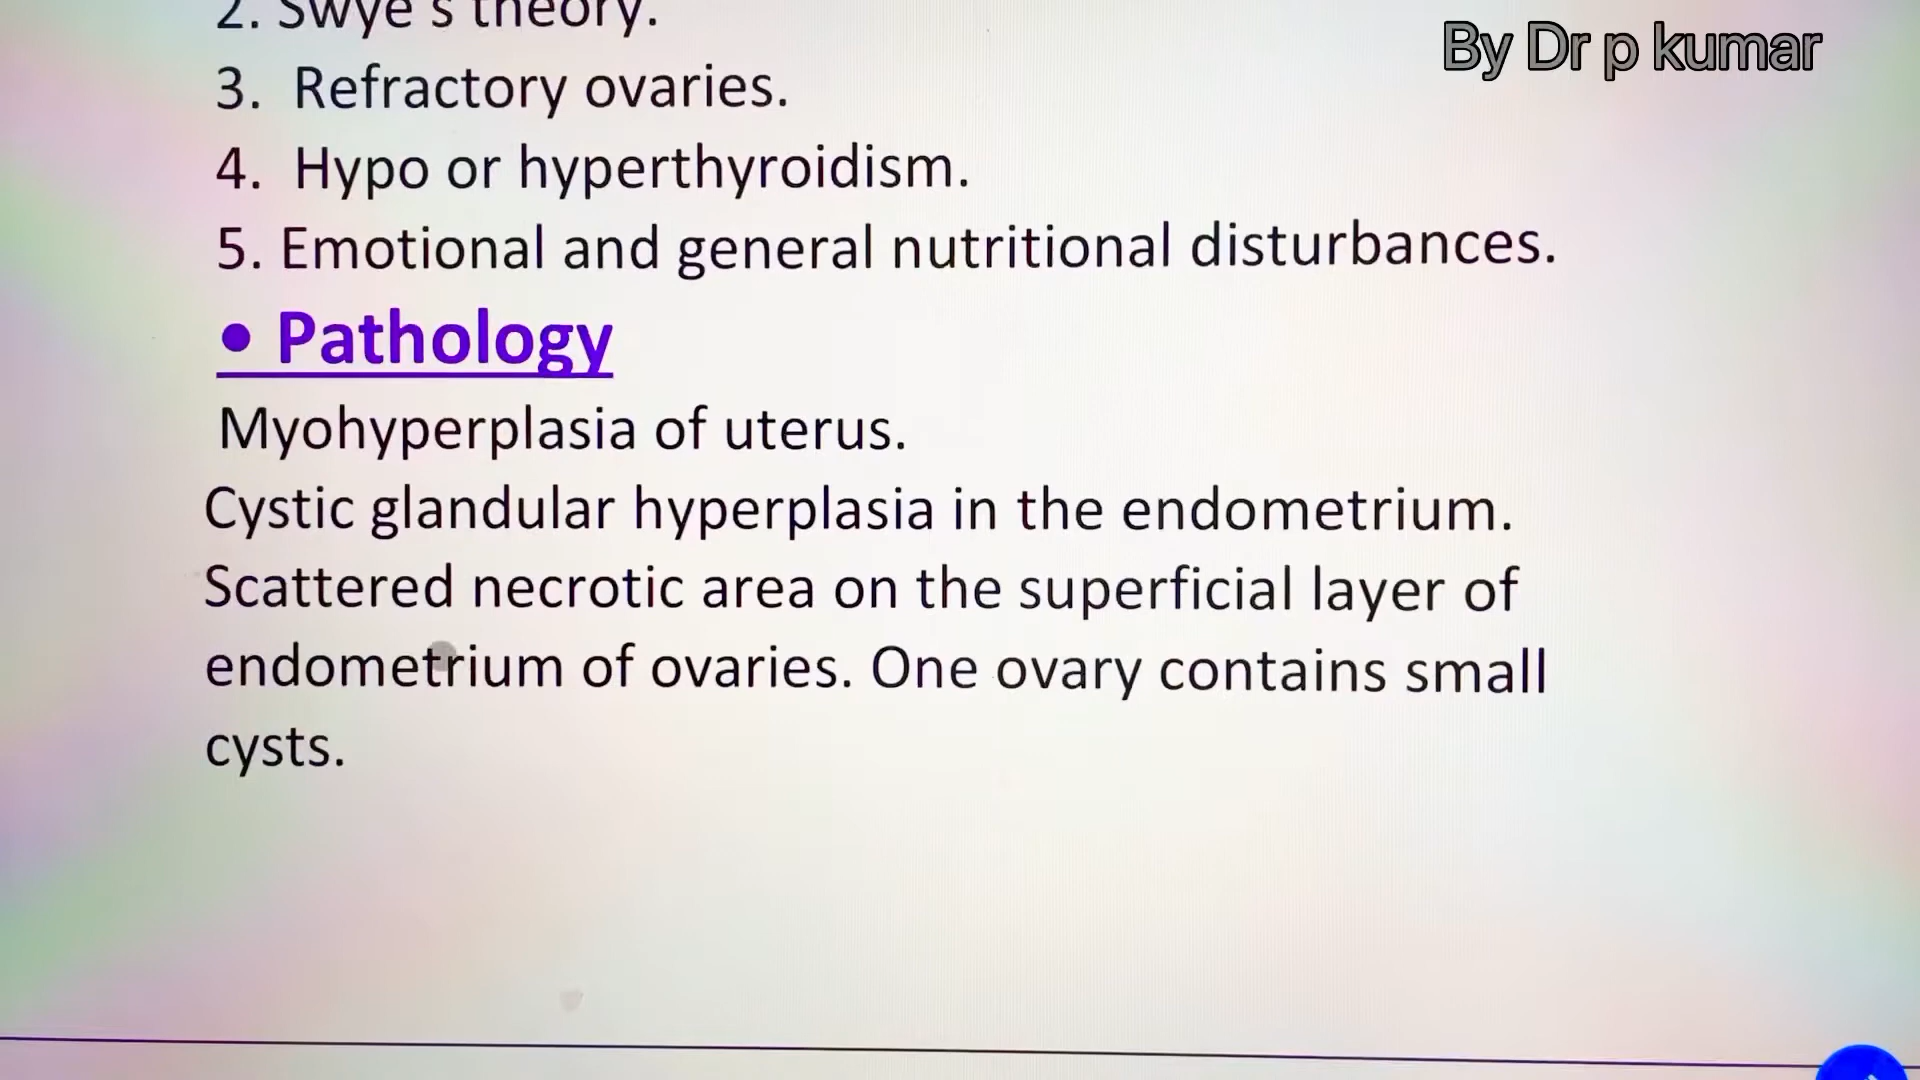 2. Swye's theory.
By Dr p kumar
3. Refractory ovaries.
4. Hypo or hyperthyroidism.
5. Emotional and general nutritional disturbances.
• Pathology
Myohyperplasia of uterus.
Cystic glandular hyperplasia in the endometrium.
Scattered necrotic area on the superficial layer of
endometrium of ovaries. One ovary contains small
cysts.